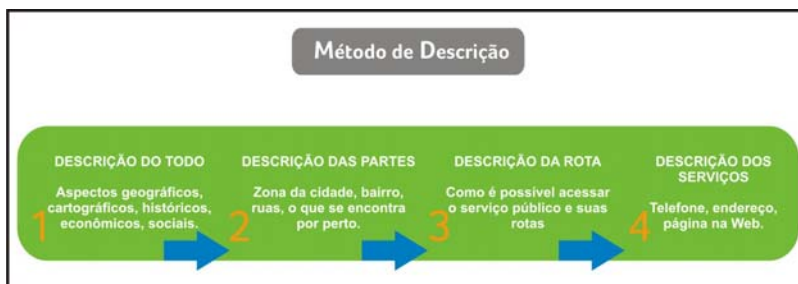 Método de Descrição
DESCRIÇÃO DO TODO
Aspectos geográficos,
cartográficos, históricos,
econômicos, sociais.
1
DESCRIÇÃO DAS PARTES
Zona da cidade, bairro,
ruas, o que se encontra
por perto.
2
DESCRIÇÃO DA ROTA
Como é possível acessar
o serviço público e suas
rotas
3
DESCRIÇÃO DOS
SERVIÇOS
Telefone, endereço,
página na Web.
4